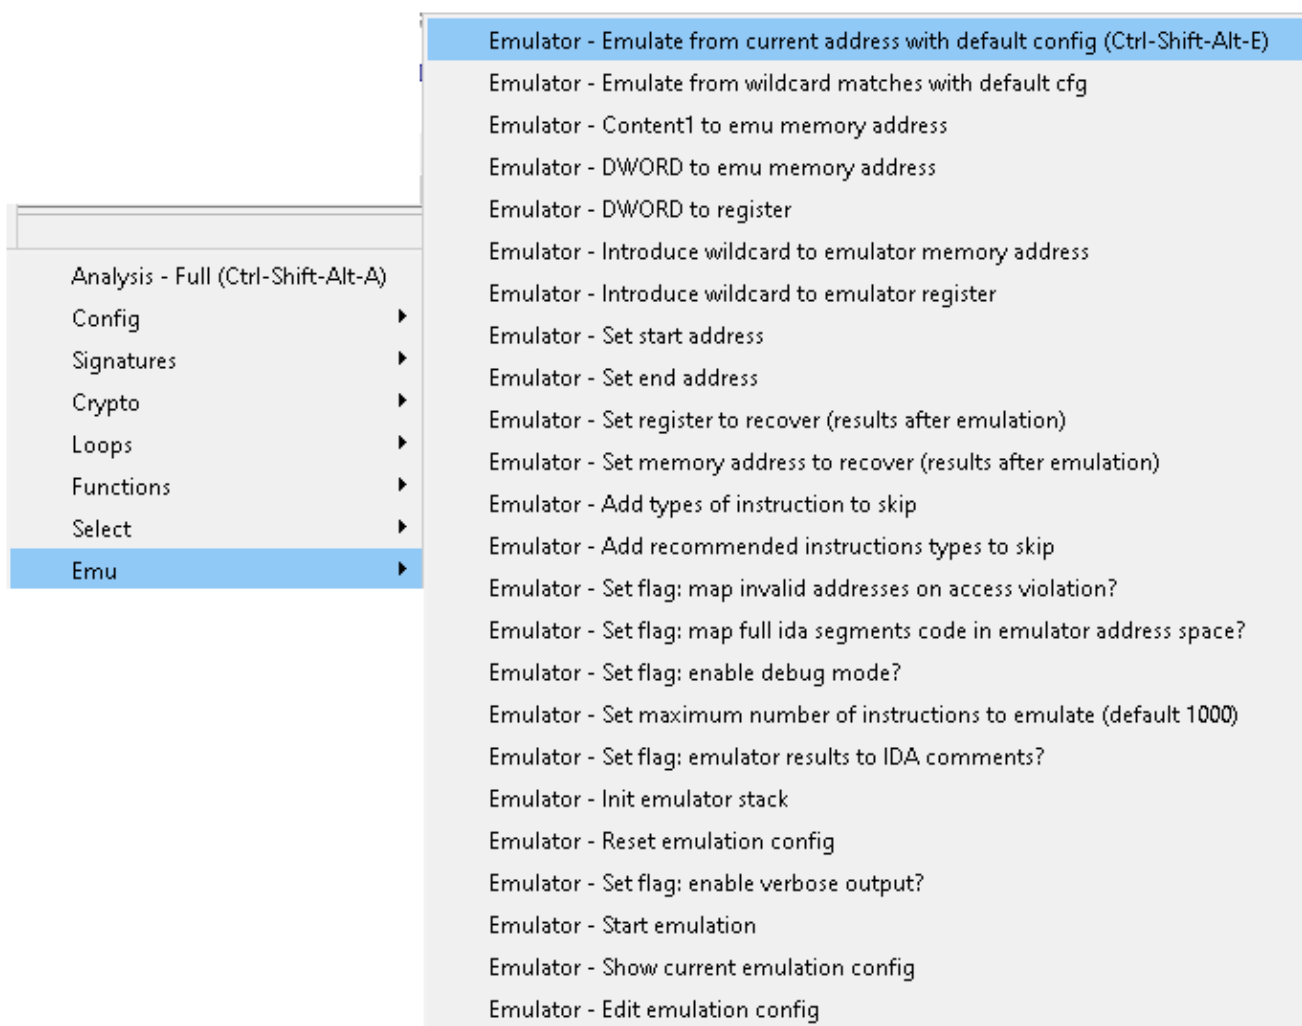 Emulator - Emulate from current address with default config (Ctrl-Shift-Alt-E)
Emulator - Emulate from wildcard matches with default cfg
Emulator - Content1 to emu memory address
Emulator - DWORD to emu memory address
Emulator - DWORD to register
Emulator - Introduce wildcard to emulator memory address
Emulator - Introduce wildcard to emulator register
Emulator - Set start address
Emulator - Set end address
Emulator - Set register to recover (results after emulation)
Emulator - Set memory address to recover (results after emulation)
Emulator - Add types of instruction to skip
Emulator - Add recommended instructions types to skip
Emulator - Set flag: map invalid addresses on access violation?
Emulator - Set flag: map full ida segments code in emulator address space?
Emulator - Set flag: enable debug mode?
Emulator - Set maximum number of instructions to emulate (default 1000)
Emulator - Set flag: emulator results to IDA comments?
Emulator - Init emulator stack
Emulator - Reset emulation config
Emulator - Set flag: enable verbose output?
Emulator - Start emulation
Emulator - Show current emulation config
Emulator - Edit emulation config
Analysis - Full (Ctrl-Shift-Alt-A)
Config
Signatures
Crypto
Loops
Functions
Select
Emu